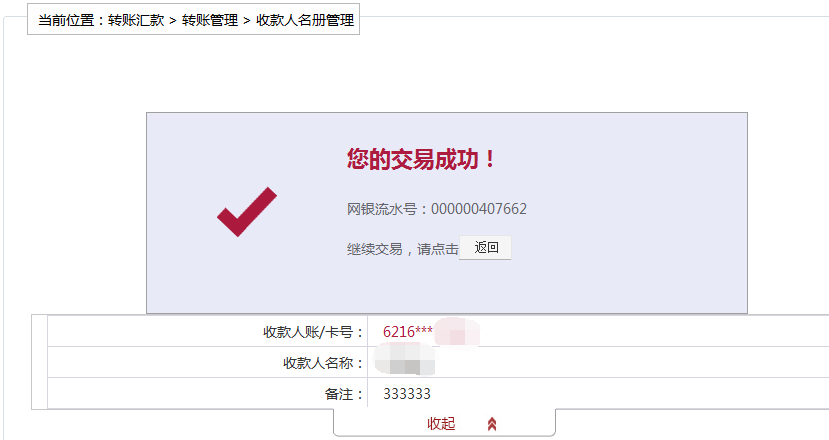 当前位置：转账汇款 > 转账管理 > 收款人名册管理
您的交易成功！
网银流水号：000000407662
继续交易，请点击 返回
收款人账/卡号： 6216***
收款人名称：
备注： 333333
收起